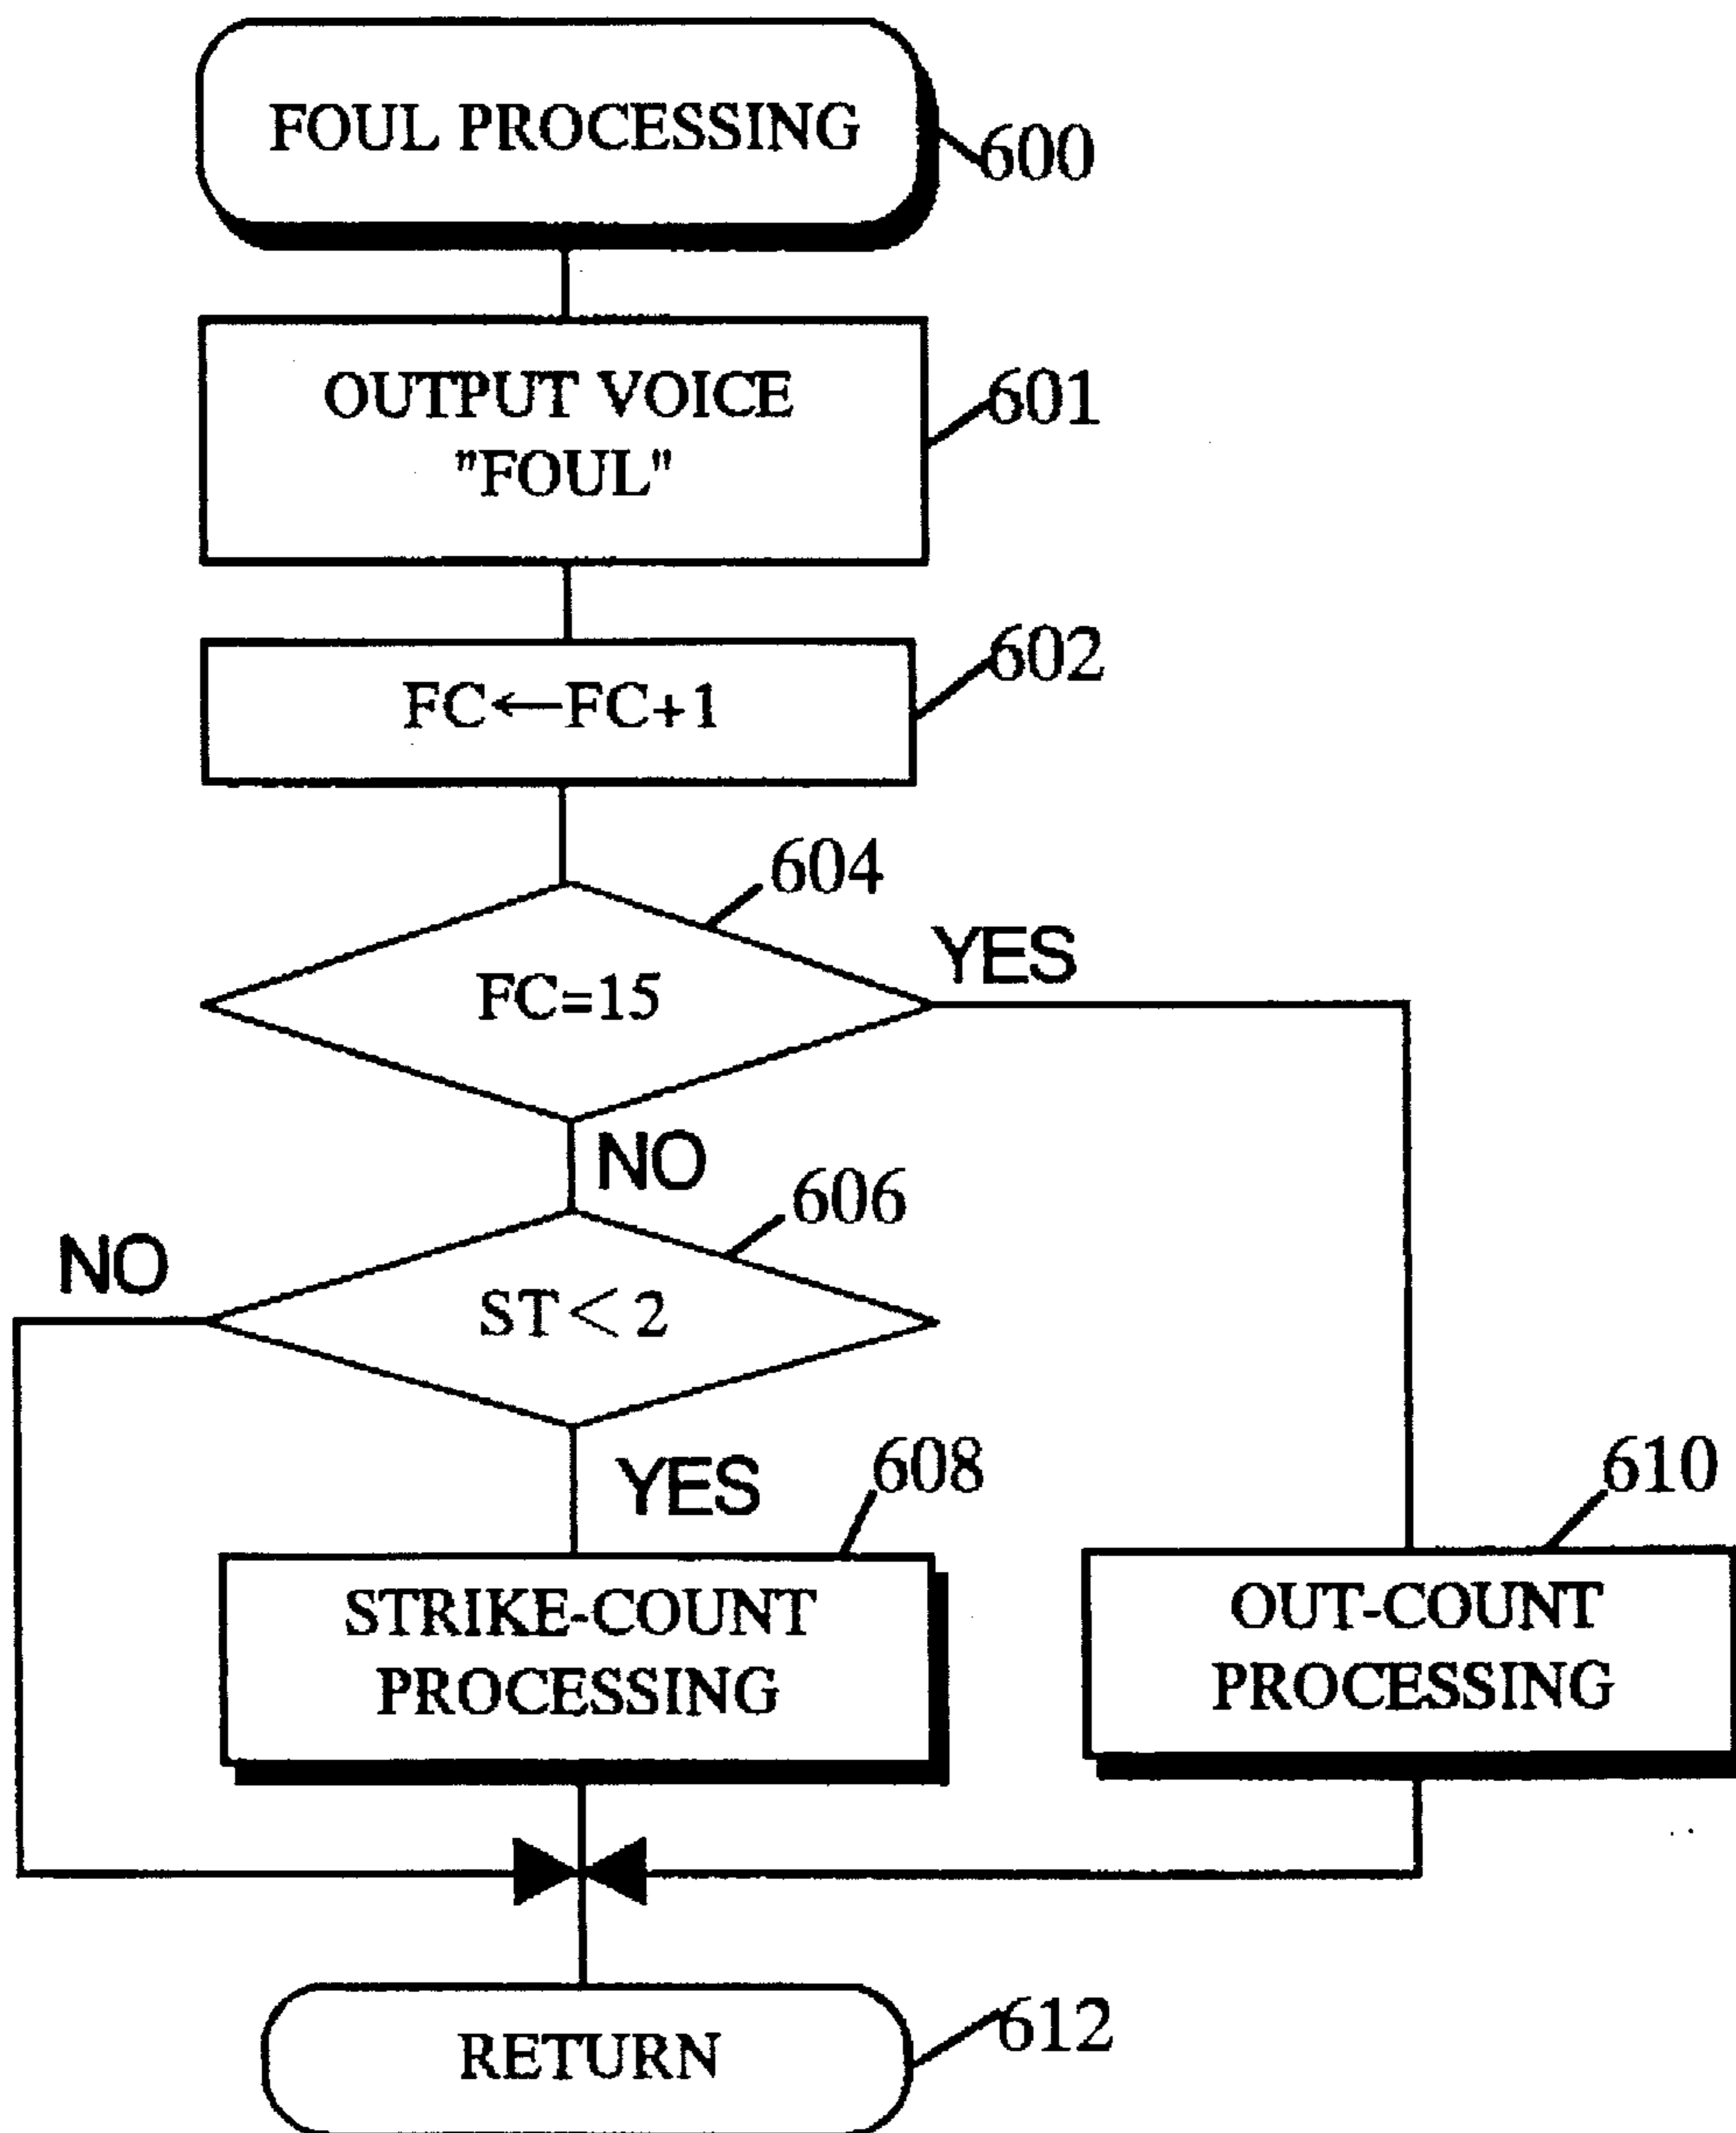 FOUL PROCESSING
600
OUTPUT VOICE
"FOUL"
601
FC←FC+1
602
604
FC=15
YES
NO
606
NO
ST<2
YES
608
610
STRIKE-COUNT
PROCESSING
OUT-COUNT
PROCESSING
RETURN
612